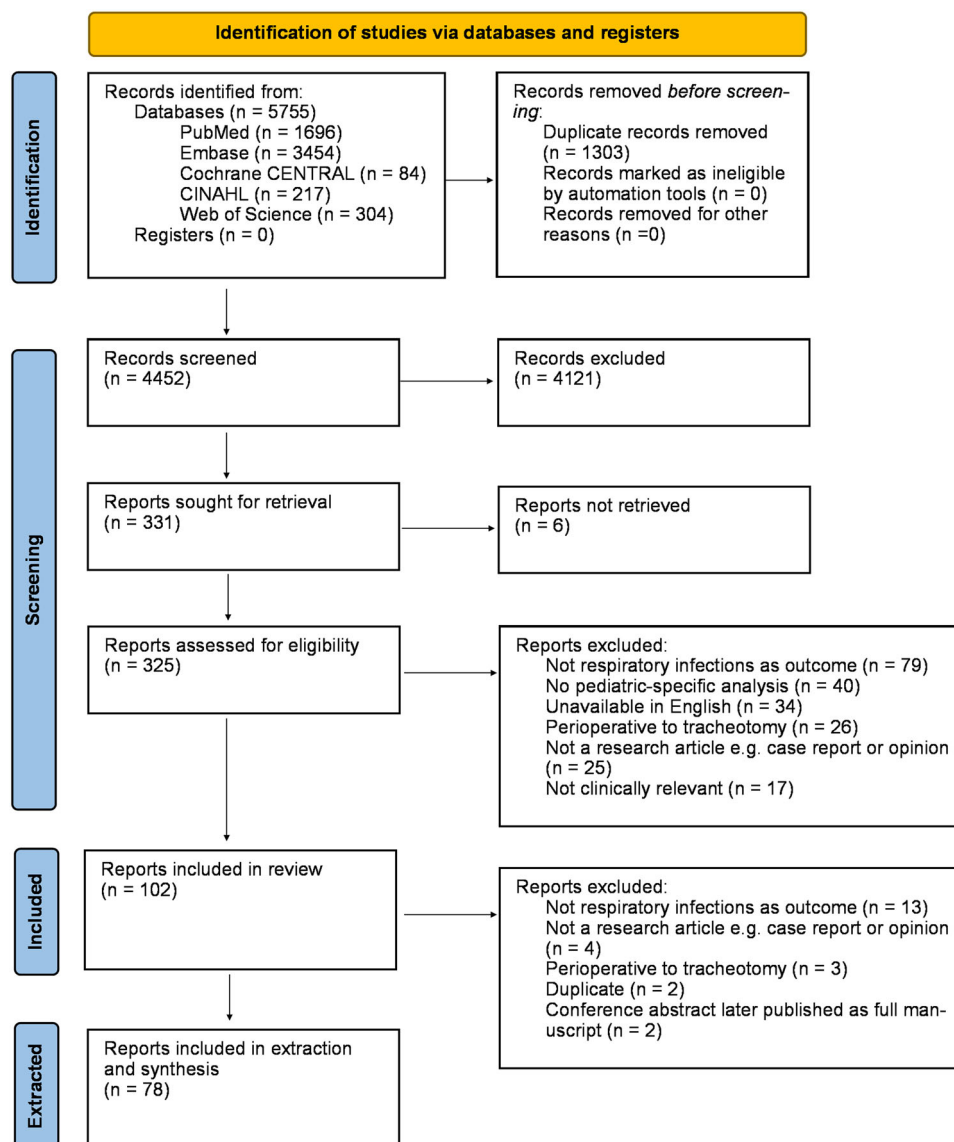 Identification of studies via databases and registers
Identification
Records identified from:
Databases (n = 5755)
PubMed (n = 1696)
Embase (n = 3454)
Cochrane CENTRAL (n = 84)
CINAHL (n = 217)
Web of Science (n = 304)
Registers (n = 0)
Records removed before screen-
ing:
Duplicate records removed
(n = 1303)
Records marked as ineligible
by automation tools (n = 0)
Records removed for other
reasons (n =0)
Screening
Records screened
(n = 4452)
Records excluded
(n = 4121)
Reports sought for retrieval
(n = 331)
Reports not retrieved
(n = 6)
Reports assessed for eligibility
(n = 325)
Reports excluded:
Not respiratory infections as outcome (n = 79)
No pediatric-specific analysis (n = 40)
Unavailable in English (n = 34)
Perioperative to tracheotomy (n = 26)
Not a research article e.g. case report or opinion
(n = 25)
Not clinically relevant (n = 17)
Included
Reports included in review
(n = 102)
Reports excluded:
Not respiratory infections as outcome (n = 13)
Not a research article e.g. case report or opinion
(n = 4)
Perioperative to tracheotomy (n = 3)
Duplicate (n = 2)
Conference abstract later published as full man-
uscript (n = 2)
Extracted
Reports included in extraction
and synthesis
(n = 78)